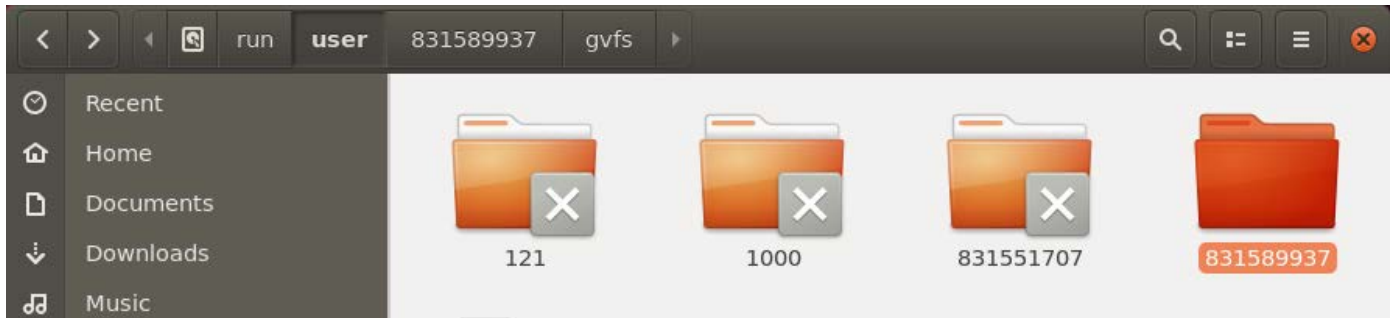 run user 831589937 gvfs
Recent
Home
Documents
Downloads
Music
121 1000 831551707 831589937